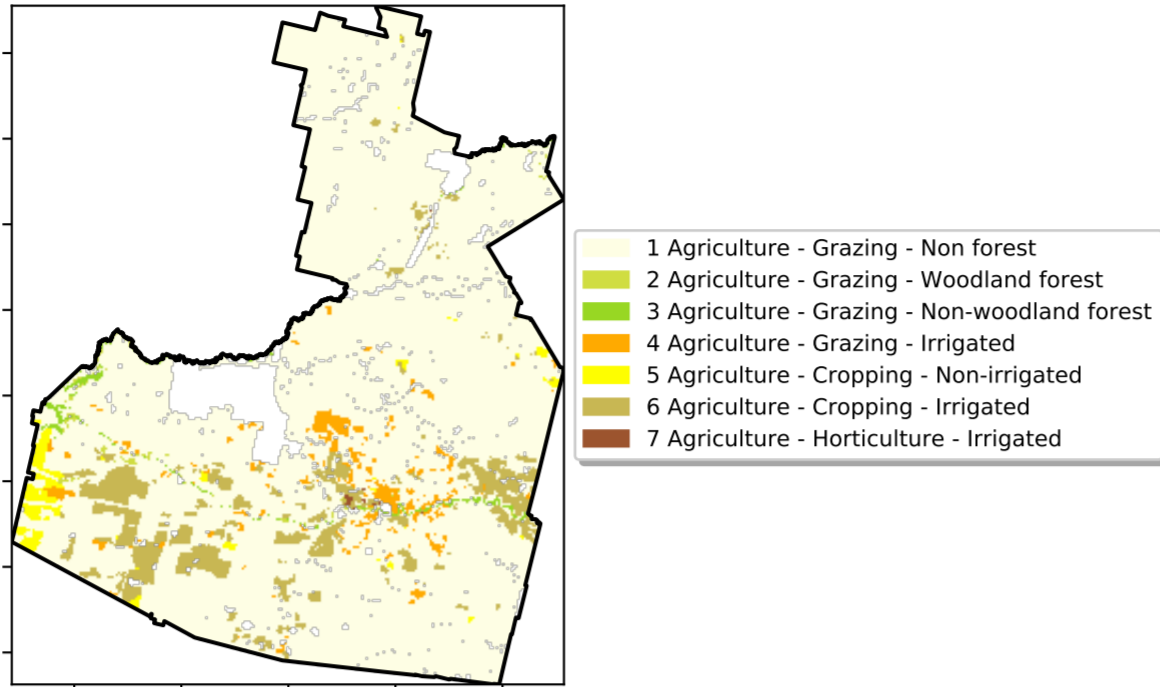 1 Agriculture - Grazing - Non forest
2 Agriculture - Grazing - Woodland forest
3 Agriculture - Grazing - Non-woodland forest
4 Agriculture - Grazing - Irrigated
5 Agriculture - Cropping - Non-irrigated
6 Agriculture - Cropping - Irrigated
7 Agriculture - Horticulture - Irrigated